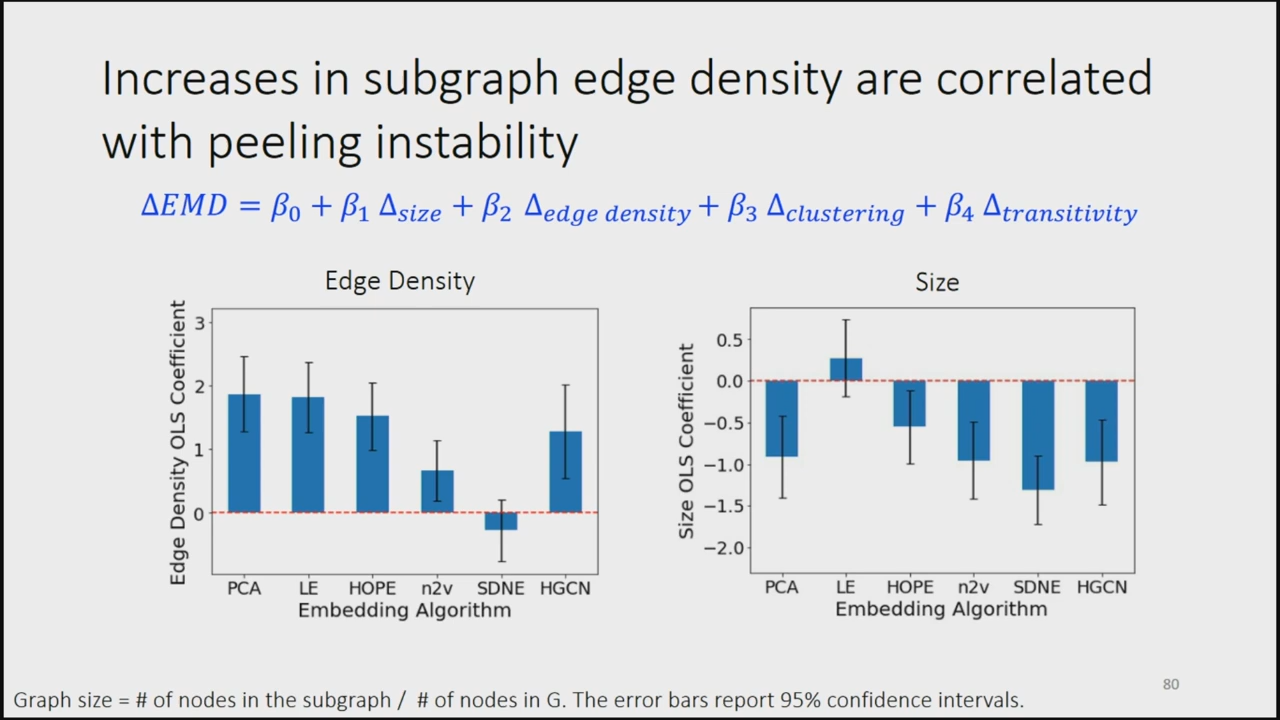 Increases in subgraph edge density are correlated
with peeling instability
ΔEMD = β₀ + β₁ Δ_size + β₂ Δ_edge density + β₃ Δ_clustering + β₄ Δ_transitivity
Edge Density
Edge Density OLS Coefficient
3
2
1
0
PCA LE HOPE n2v SDNE HGCN
Embedding Algorithm
Size
Size OLS Coefficient
0.5
0.0
−0.5
−1.0
−1.5
−2.0
PCA LE HOPE n2v SDNE HGCN
Embedding Algorithm
80
Graph size = # of nodes in the subgraph / # of nodes in G. The error bars report 95% confidence intervals.